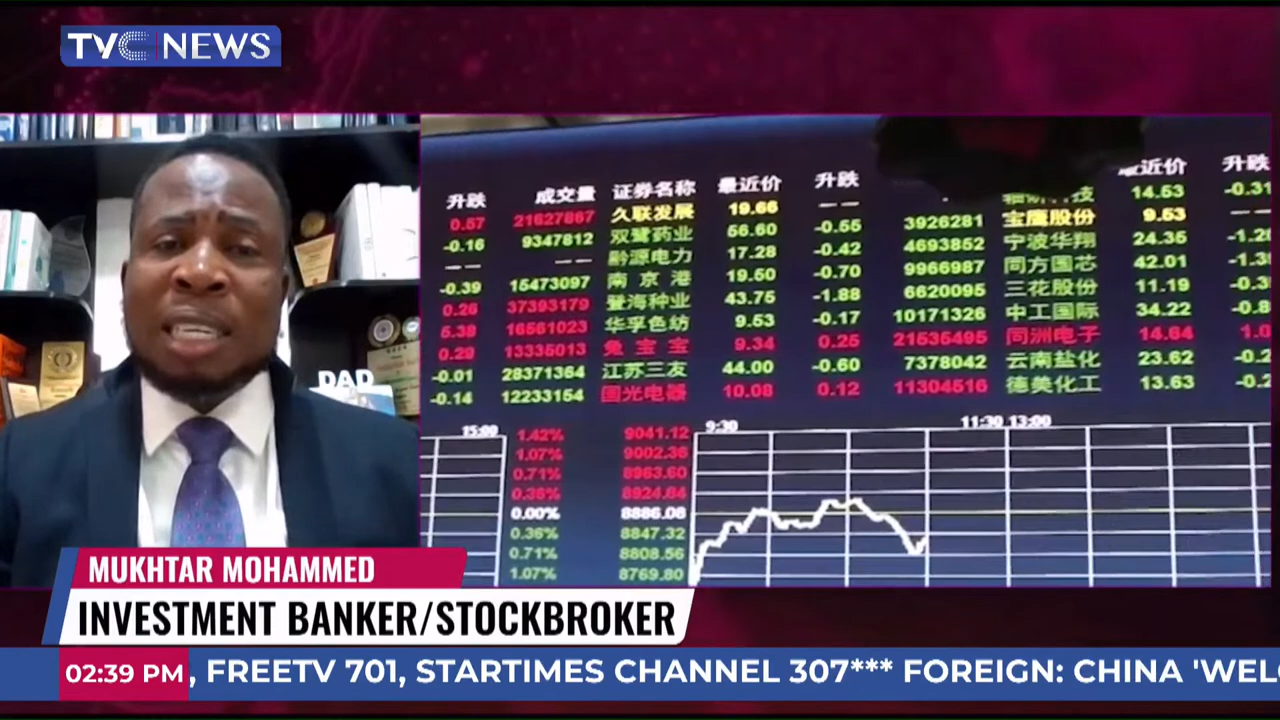 TVC NEWS
升跌 成交量 证券名称 最近价 升跌 最近价 升跌
0.57 21627867 久联发展 19.66 -- 14.53 -0.31
-0.16 9347812 双鹭药业 56.60 -0.55 3926281 宝鹰股份 9.53 --
-- -- 黔源电力 17.28 -0.42 4693852 宁波华翔 24.35
-0.39 15473097 南京港 19.50 -0.70 9966987 同方国芯 42.01
0.26 37393179 登海种业 43.75 -1.88 6620095 三花股份 11.19
5.38 16561023 华孚色纺 9.53 -0.17 10171326 中工国际 34.22
0.29 13335013 兔宝宝 9.34 0.25 21535495 同洲电子 14.64
-0.01 28371364 江苏三友 44.00 -0.60 7378042 云南盐化 23.62
-0.14 12233154 国光电器 10.08 0.12 11304516 德美化工 13.63
15:00 9:30 11:30 13:00
1.42% 9041.12
1.07% 9002.36
0.71% 8963.60
0.36% 8924.84
0.00% 8886.08
0.36% 8847.32
0.71% 8808.56
1.07% 8769.80
DAD
MUKHTAR MOHAMMED
INVESTMENT BANKER/STOCKBROKER
02:39 PM , FREETV 701, STARTIMES CHANNEL 307*** FOREIGN: CHINA 'WEL